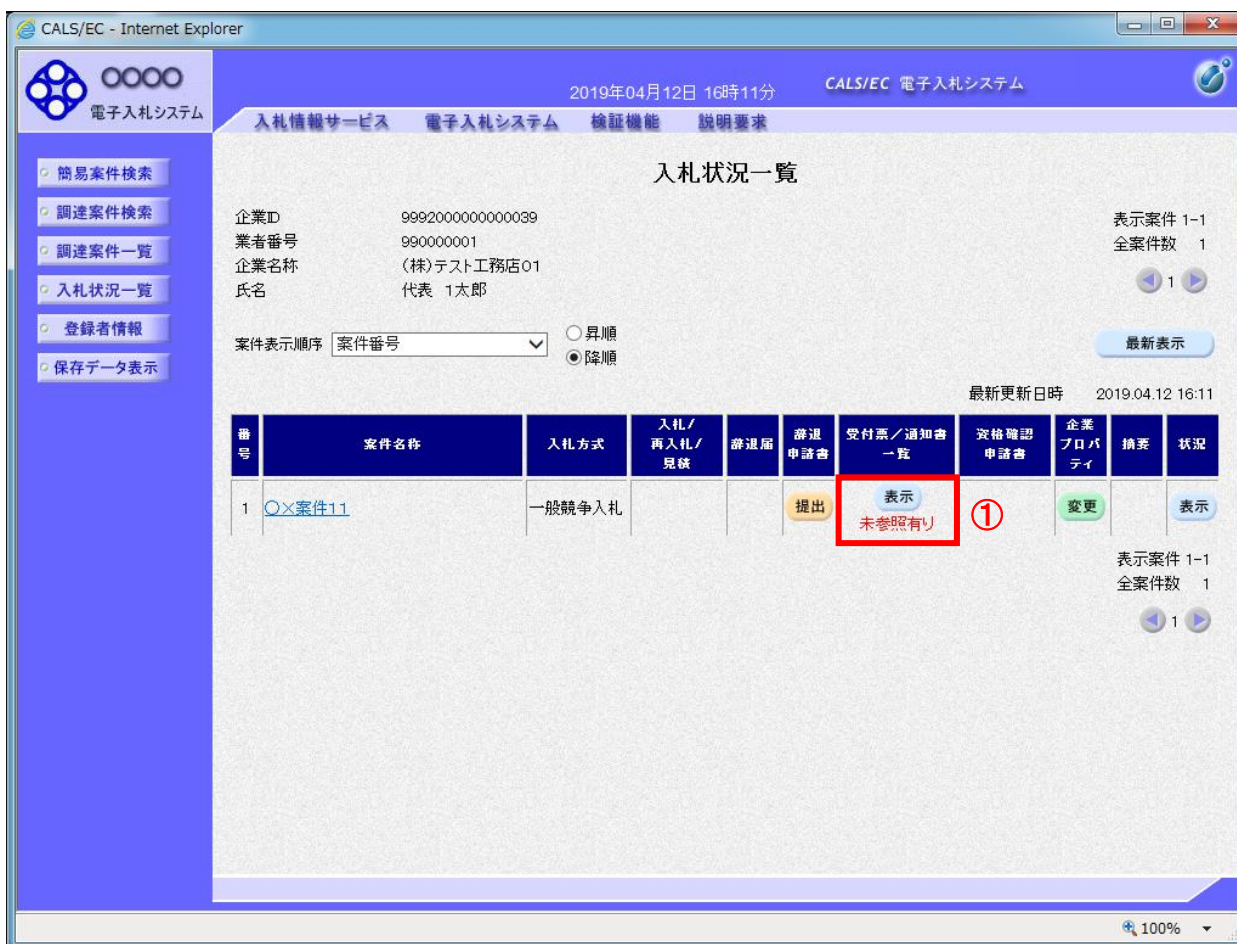 CALS/EC - Internet Explorer
○○○○
電子入札システム
2019年04月12日 16時11分
CALS/EC 電子入札システム
入札情報サービス 電子入札システム 検証機能 説明要求
簡易案件検索
調達案件検索
調達案件一覧
入札状況一覧
登録者情報
保存データ表示
入札状況一覧
企業ID 9992000000000039
業者番号 990000001
企業名称 (株)テスト工務店01
氏名 代表 1太郎
表示案件 1-1
全案件数 1
1
案件表示順序 案件番号
昇順
降順
最新表示
最新更新日時 2019.04.12 16:11
番号 案件名称 入札方式 入札/再入札/見積 辞退届 辞退申請書 受付票/通知書一覧 資格確認申請書 企業プロパティ 摘要 状況
1 ○×案件11 一般競争入札 提出 表示 変更 表示
未参照有り
①
表示案件 1-1
全案件数 1
1
100%